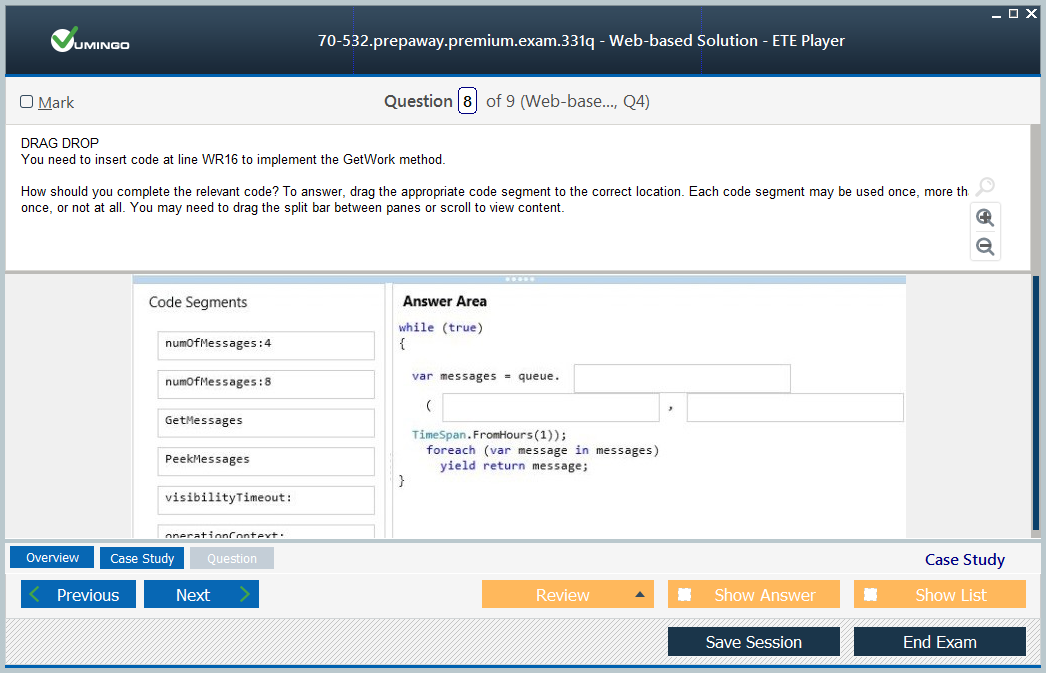 VUMINGO
70-532.prepaway.premium.exam.331q - Web-based Solution - ETE Player
Mark
Question 8 of 9 (Web-base..., Q4)
DRAG DROP
You need to insert code at line WR16 to implement the GetWork method.
How should you complete the relevant code? To answer, drag the appropriate code segment to the correct location. Each code segment may be used once, more th
once, or not at all. You may need to drag the split bar between panes or scroll to view content.
Code Segments
numOfMessages:4
numOfMessages:8
GetMessages
PeekMessages
visibilityTimeout:
operationContext:
Answer Area
while (true)
{
var messages = queue.
( ,
TimeSpan.FromHours(1));
foreach (var message in messages)
yield return message;
}
Overview
Case Study
Question
Case Study
Previous
Next
Review
Show Answer
Show List
Save Session
End Exam